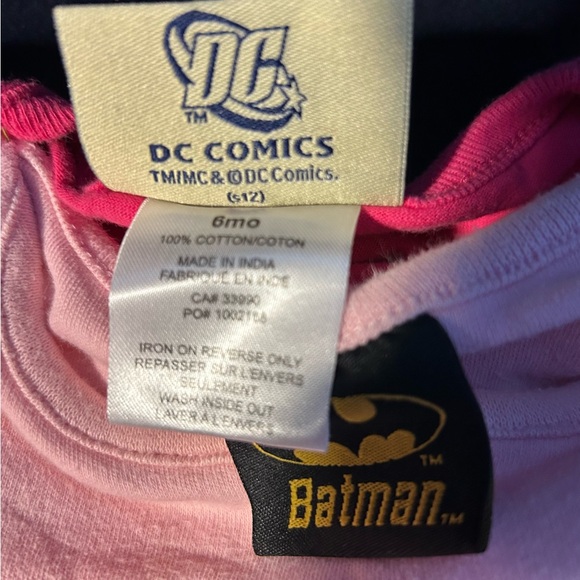 DC
TM
DC COMICS
TM/MC & © DC Comics.
(s12)
6mo
100% COTTON/COTON
MADE IN INDIA
FABRIQUE EN INDE
CA# 33990
PO# 1002158
IRON ON REVERSE ONLY
REPASSER SUR L'ENVERS
SEULEMENT
WASH INSIDE OUT
LAVER A L'ENVERS
TM
Batman TM